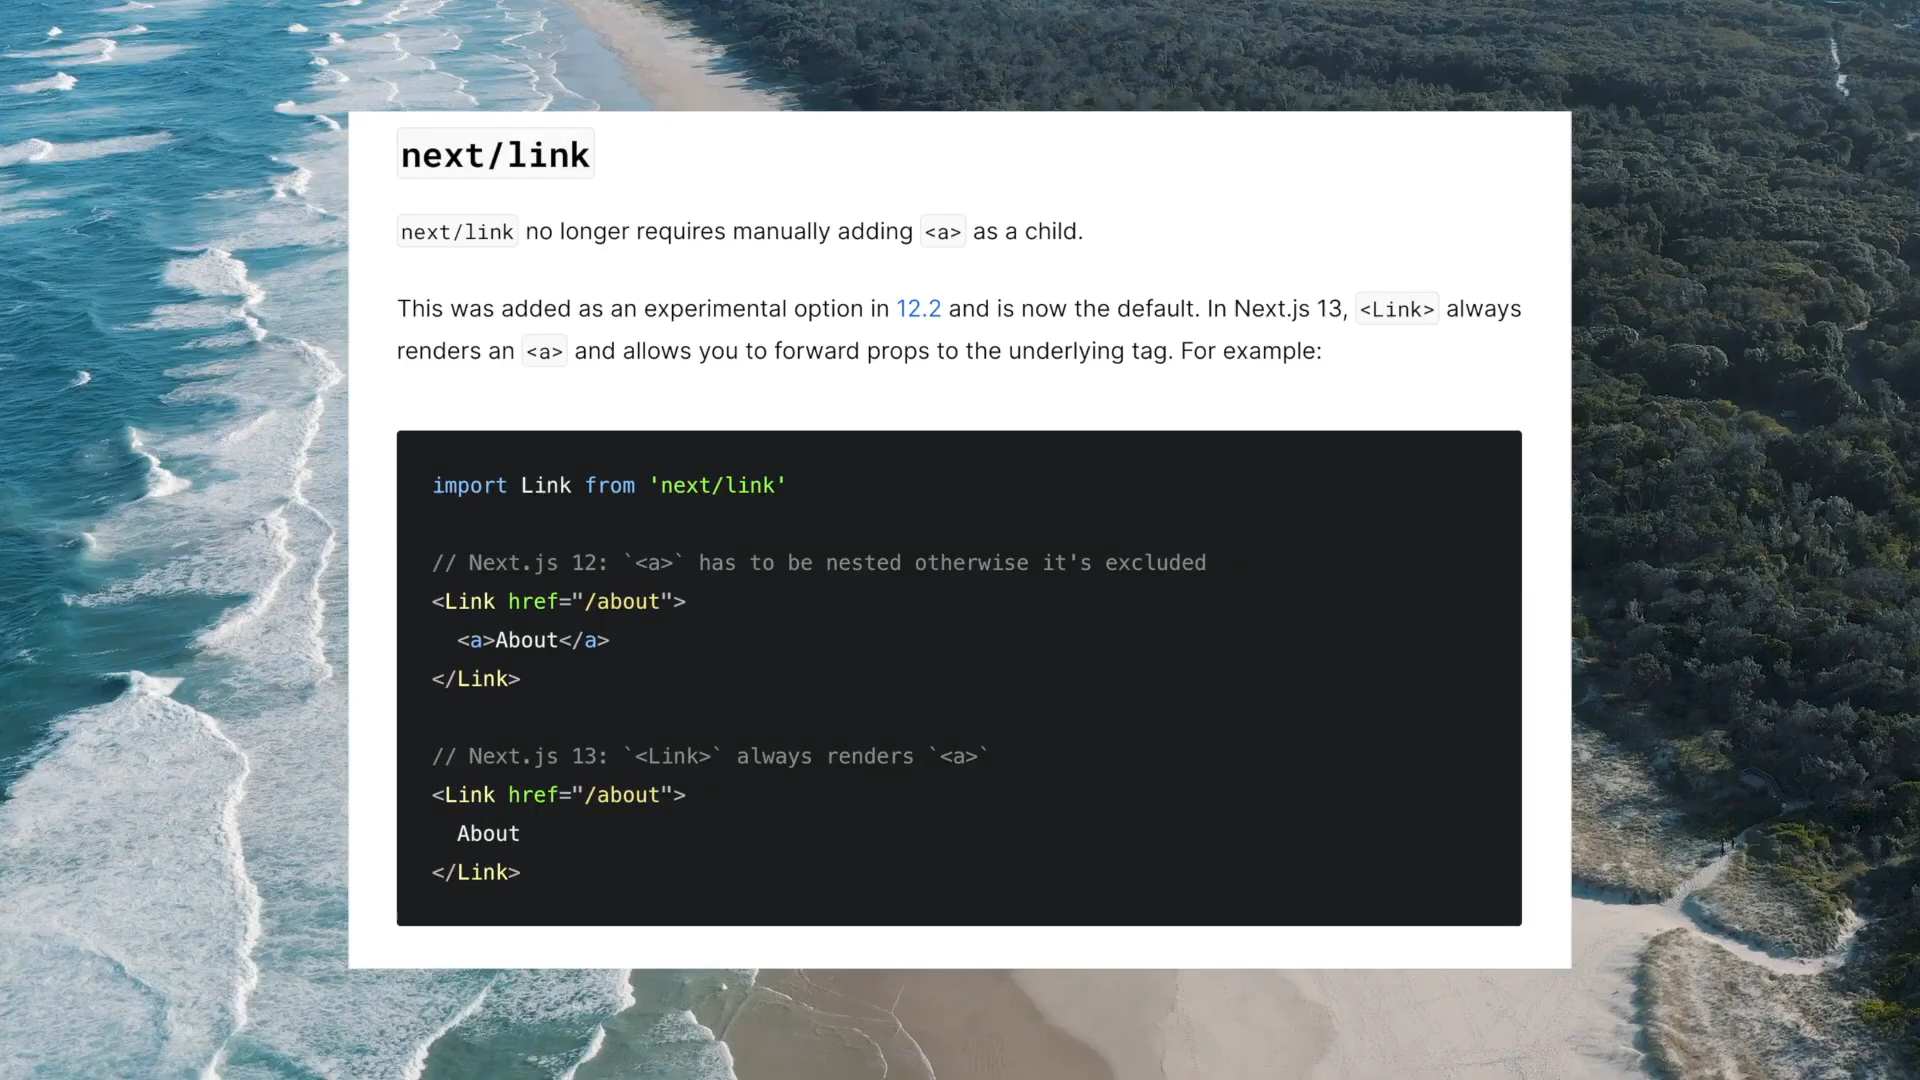 next/link
next/link no longer requires manually adding <a> as a child.
This was added as an experimental option in 12.2 and is now the default. In Next.js 13, <Link> always
renders an <a> and allows you to forward props to the underlying tag. For example:
import Link from 'next/link'
// Next.js 12: `<a>` has to be nested otherwise it's excluded
<Link href="/about">
  <a>About</a>
</Link>
// Next.js 13: `<Link>` always renders `<a>`
<Link href="/about">
  About
</Link>